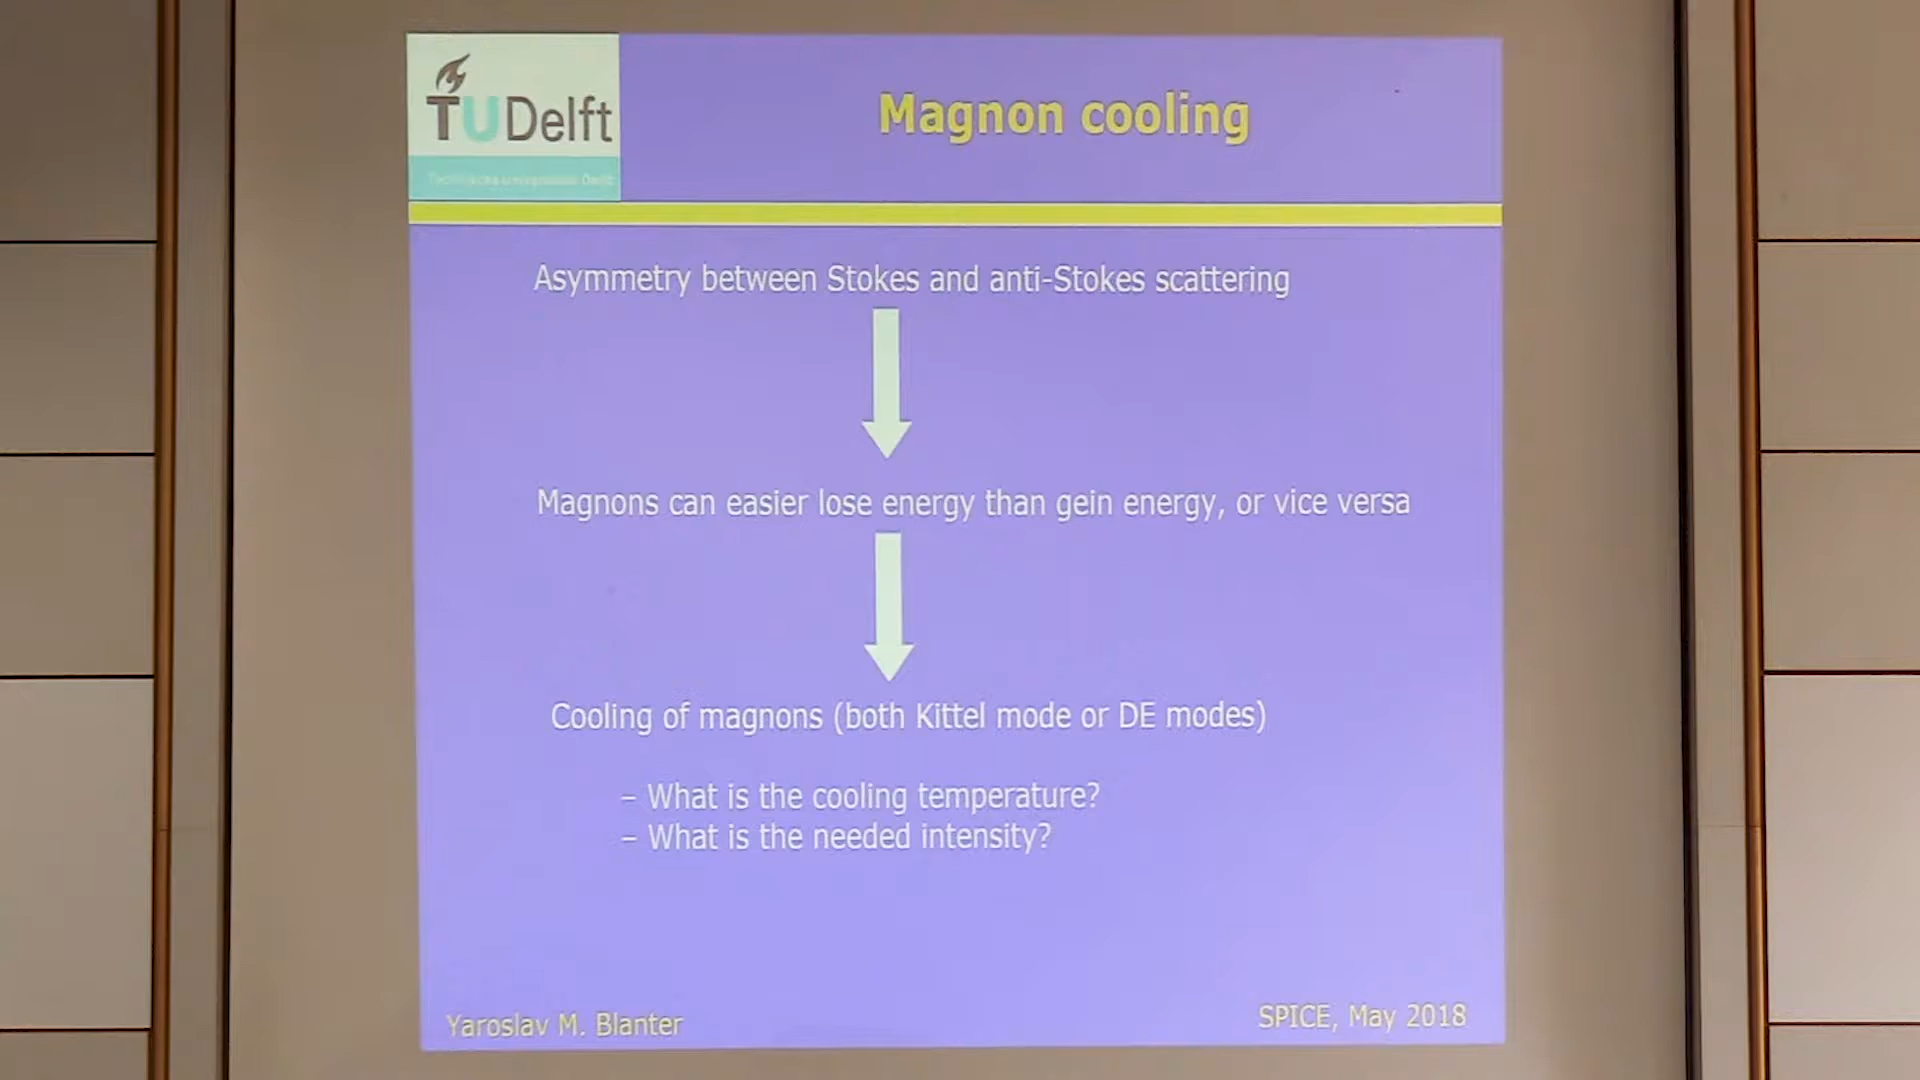 TUDelft
Magnon cooling
Asymmetry between Stokes and anti-Stokes scattering
Magnons can easier lose energy than gein energy, or vice versa
Cooling of magnons (both Kittel mode or DE modes)
– What is the cooling temperature?
– What is the needed intensity?
Yaroslav M. Blanter
SPICE, May 2018